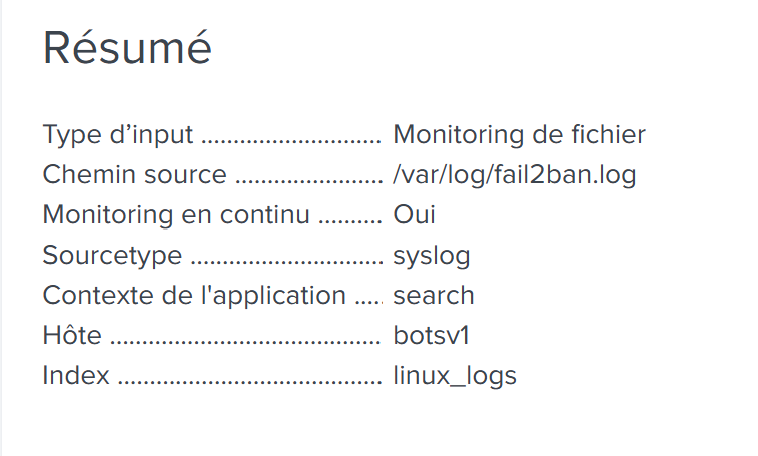 Résumé
Type d’input .................................. Monitoring de fichier
Chemin source ............................ /var/log/fail2ban.log
Monitoring en continu ............ Oui
Sourcetype .................................... syslog
Contexte de l'application ..... search
Hôte ................................................... botsv1
Index .................................................. linux_logs